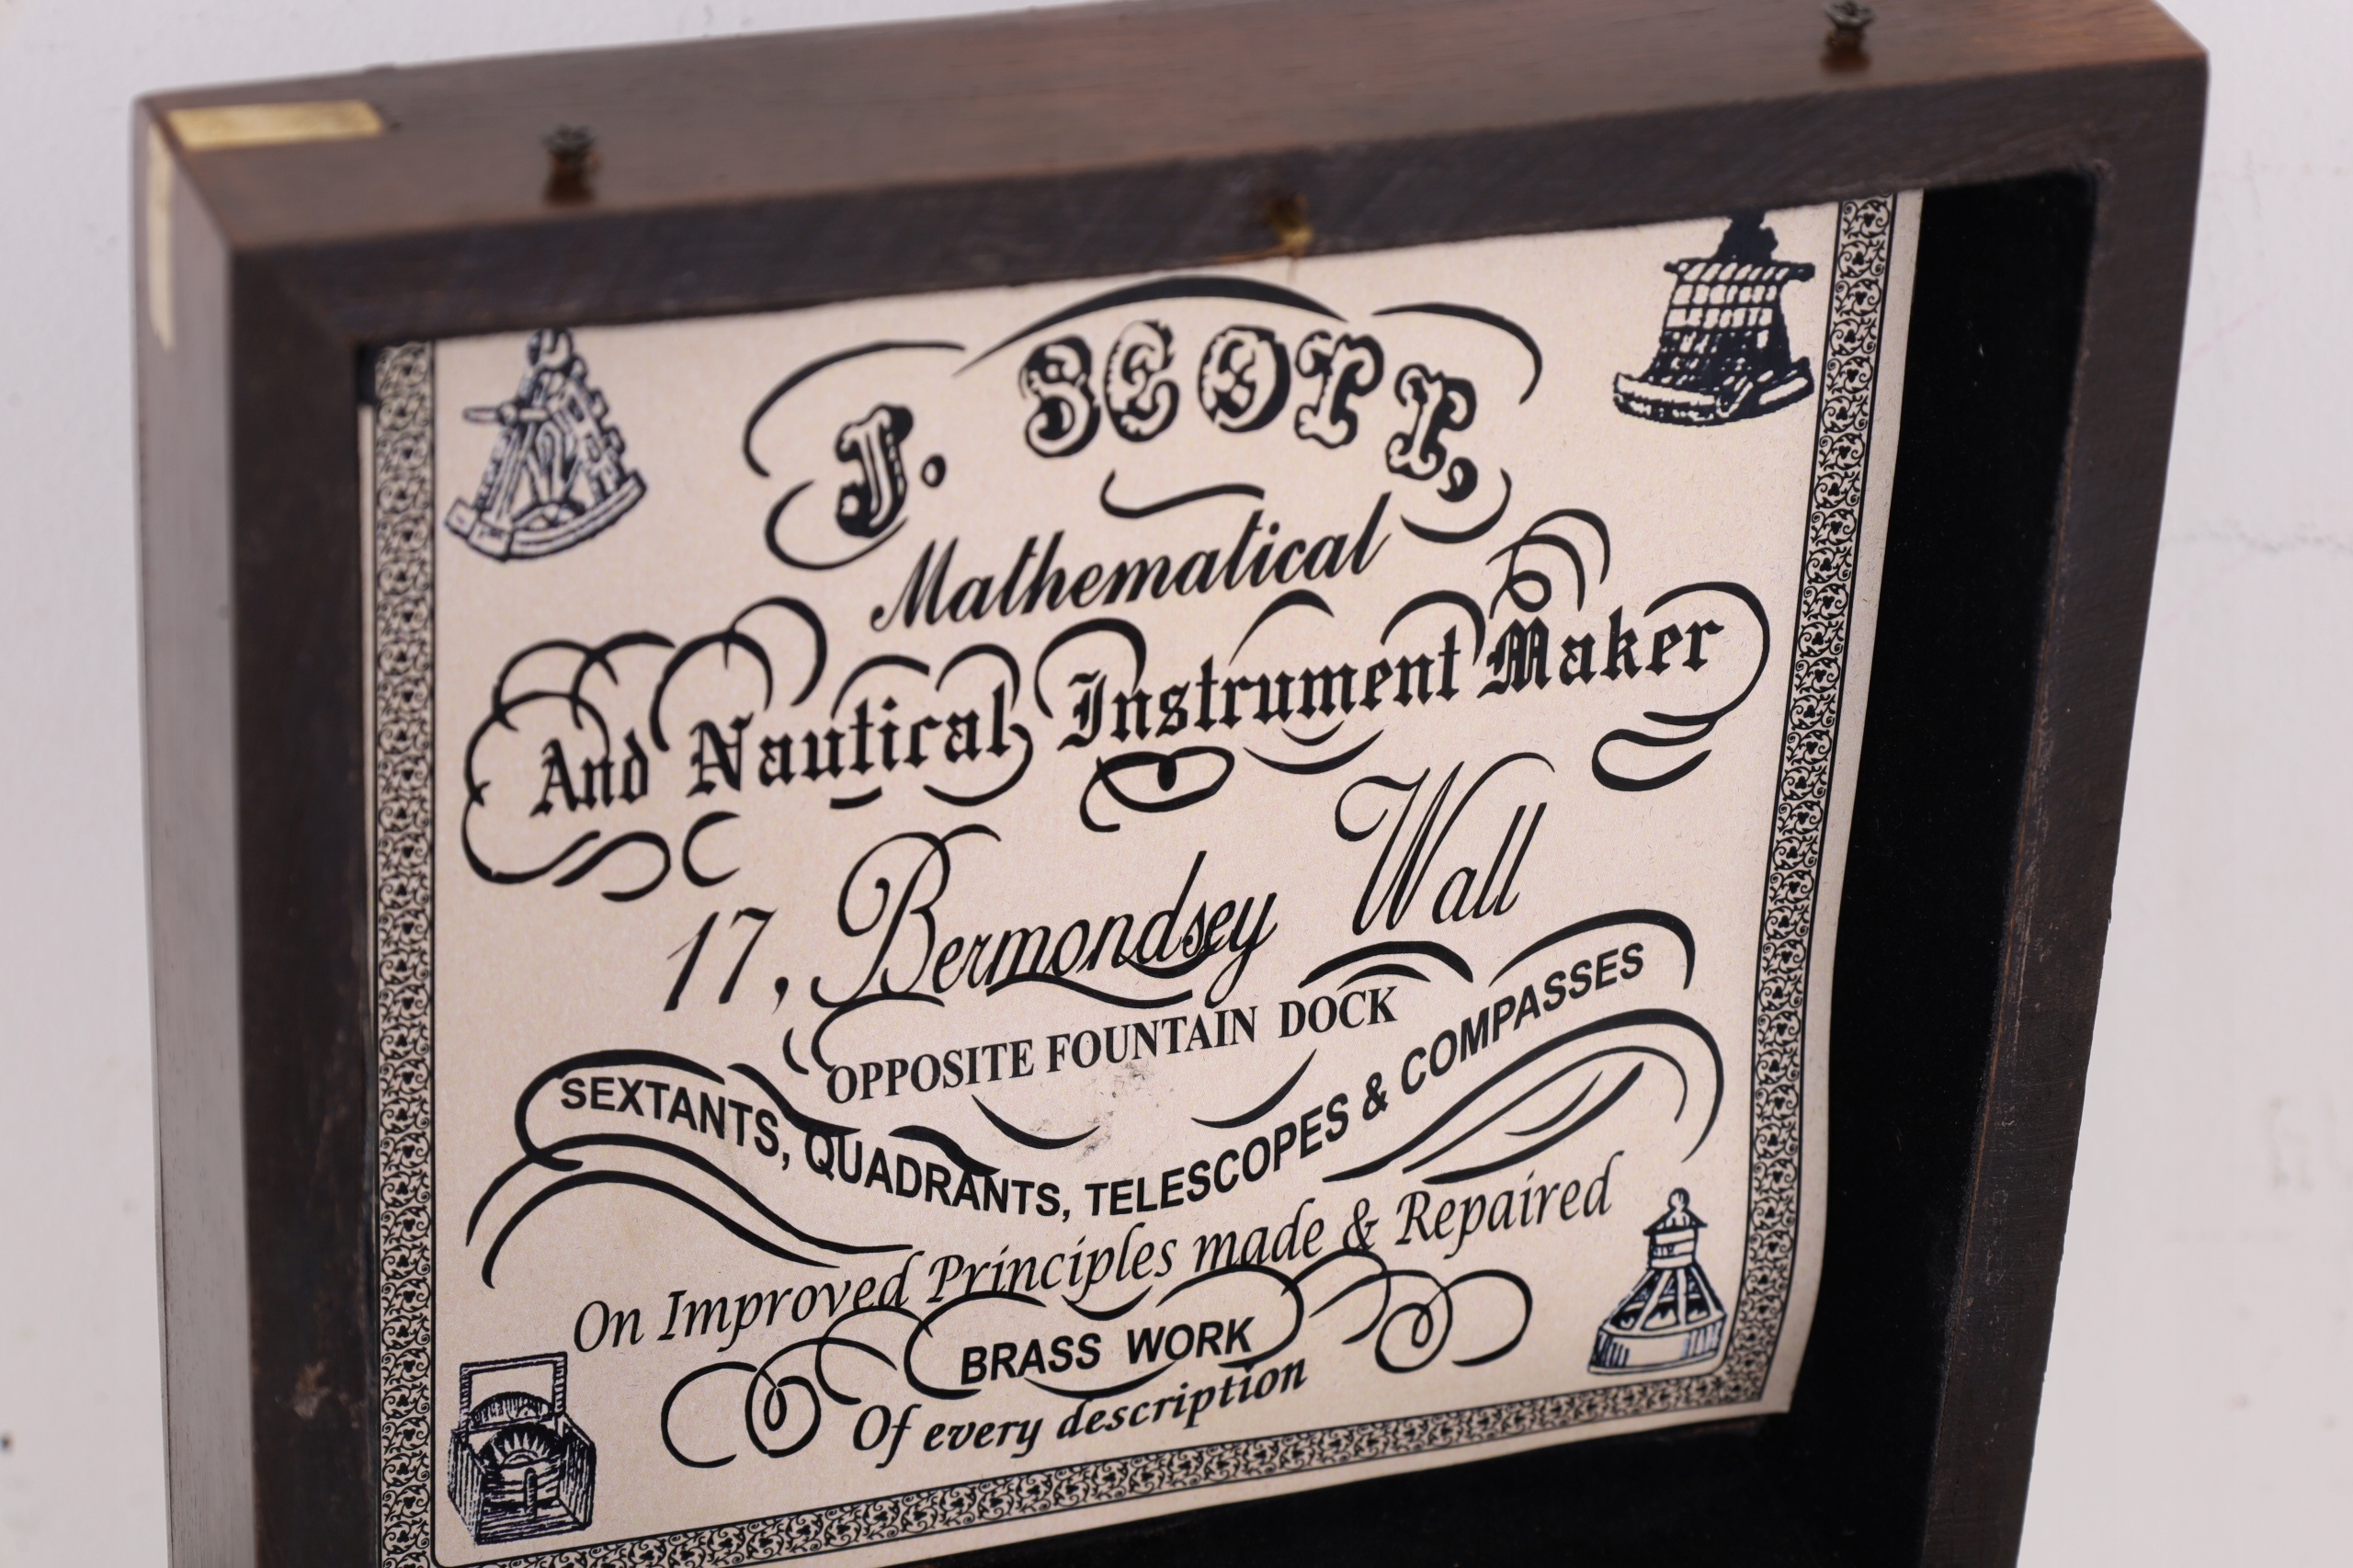 J. SCOTT,
Mathematical
And Nautical Instrument Maker
17, Bermondsey Wall
OPPOSITE FOUNTAIN DOCK
SEXTANTS, QUADRANTS, TELESCOPES & COMPASSES
On Improved Principles made & Repaired
BRASS WORK
Of every description